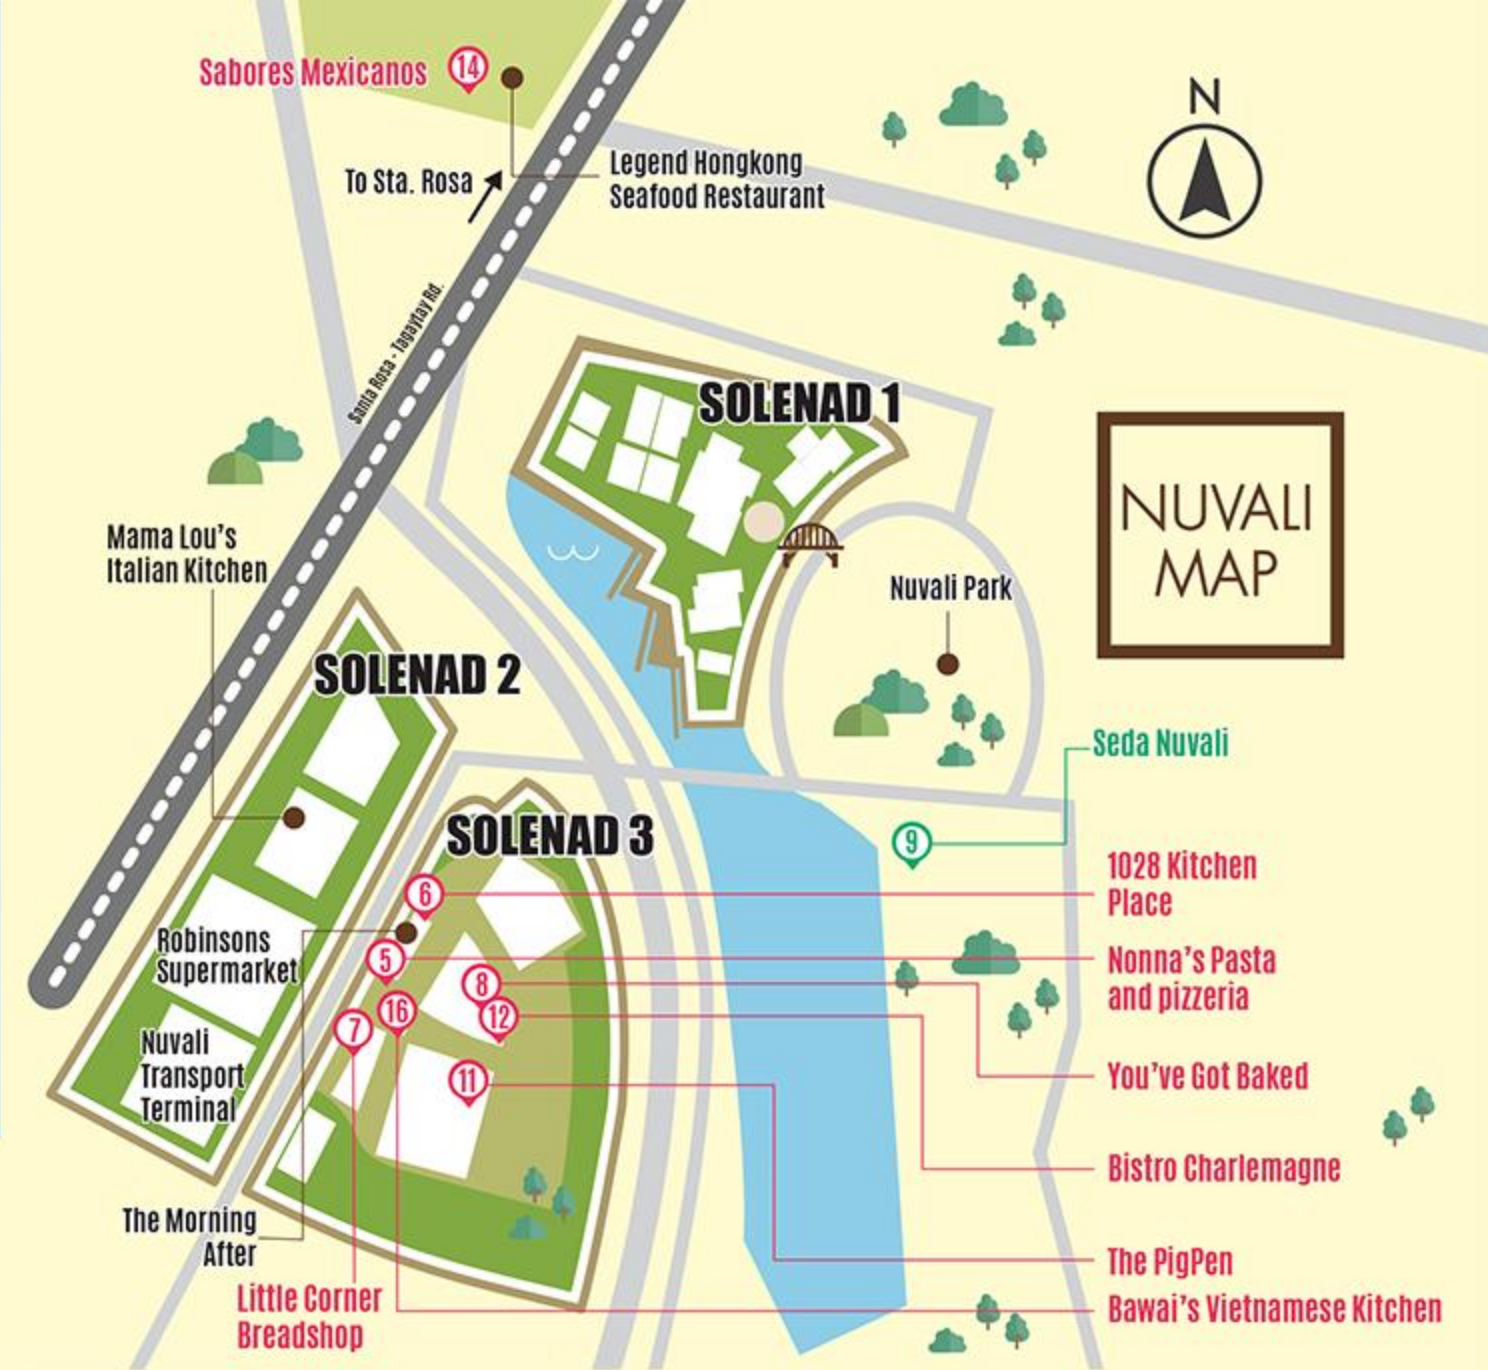 Sabores Mexicanos 14
N
To Sta. Rosa
Legend Hongkong
Seafood Restaurant
Santa Rosa - Tagaytay Rd.
SOLENAD 1
NUVALI
MAP
Mama Lou's
Italian Kitchen
Nuvali Park
SOLENAD 2
Seda Nuvali
9
SOLENAD 3
6
1028 Kitchen
Place
Robinsons
Supermarket
5
Nonna's Pasta
and pizzeria
8
16
12
7
Nuvali
Transport
Terminal
11
You've Got Baked
Bistro Charlemagne
The Morning
After
The PigPen
Little Corner
Breadshop
Bawai's Vietnamese Kitchen